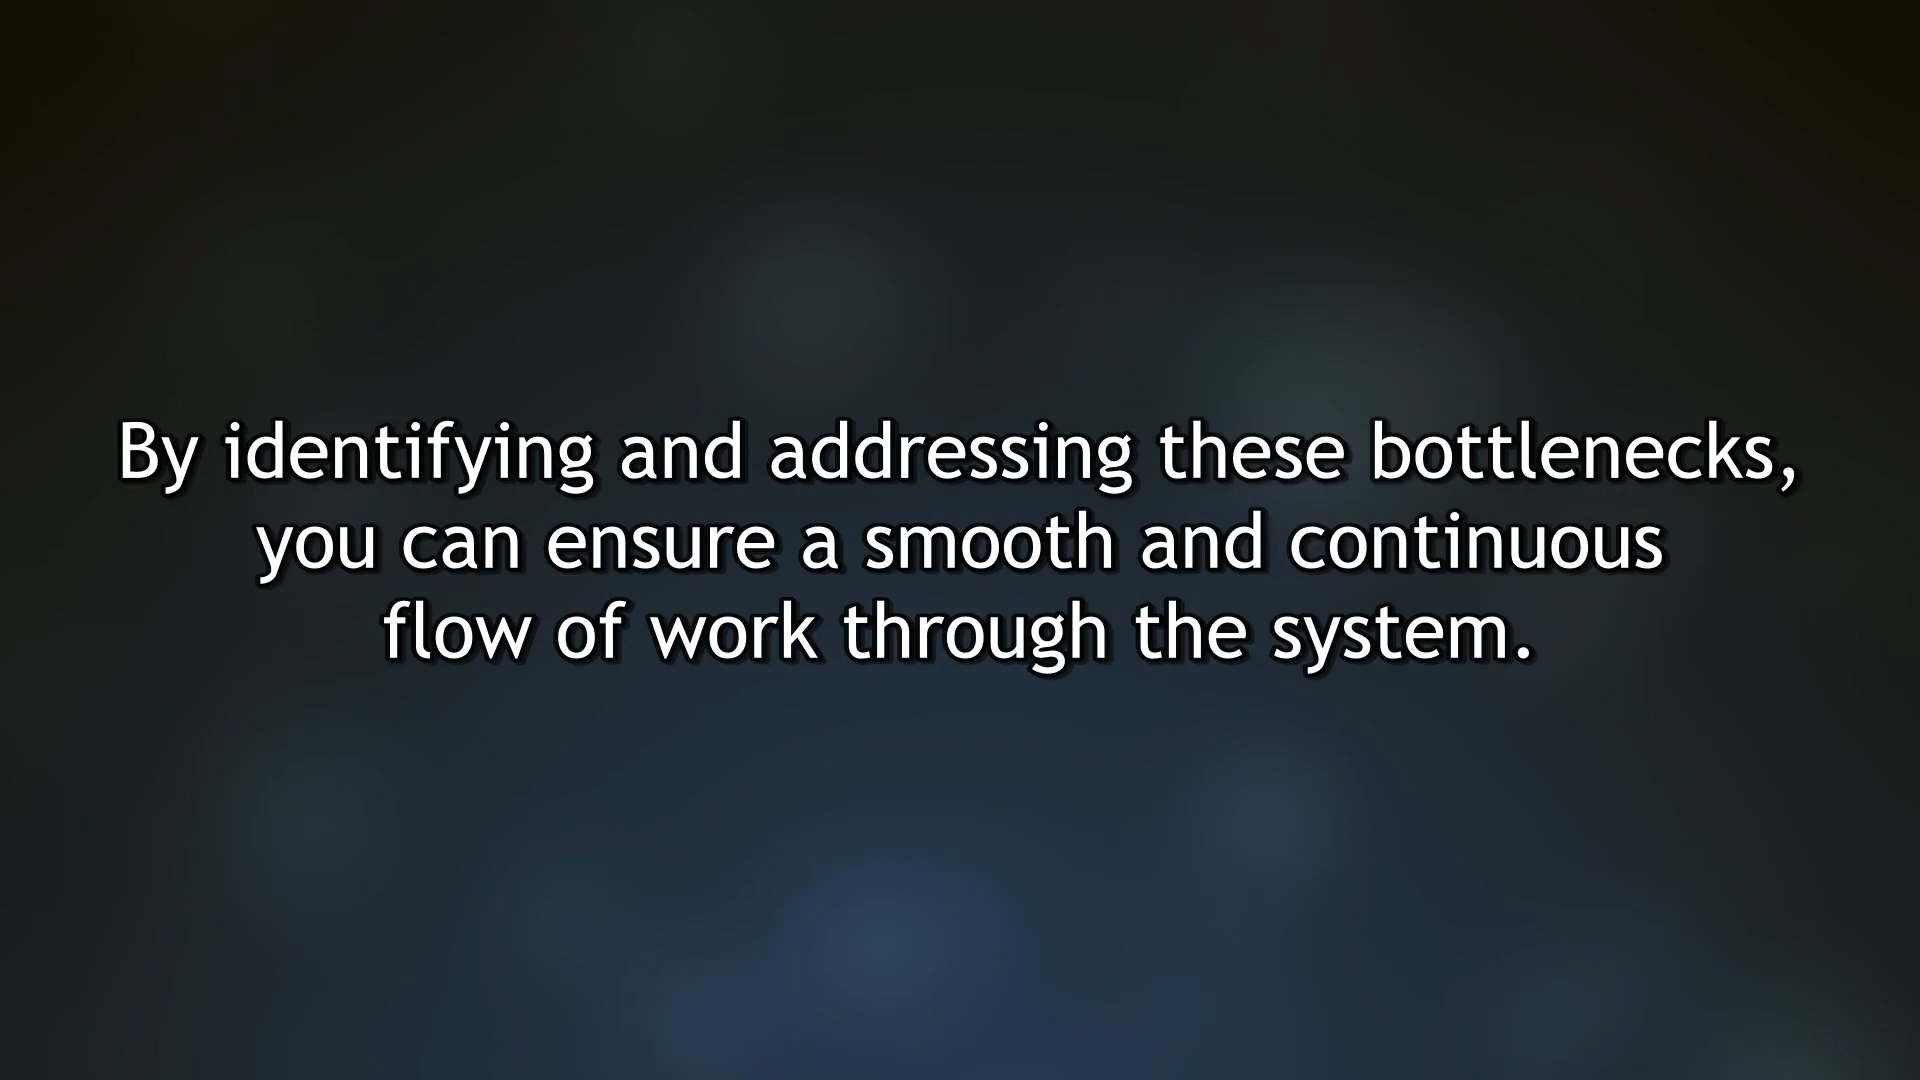 By identifying and addressing these bottlenecks,
you can ensure a smooth and continuous
flow of work through the system.